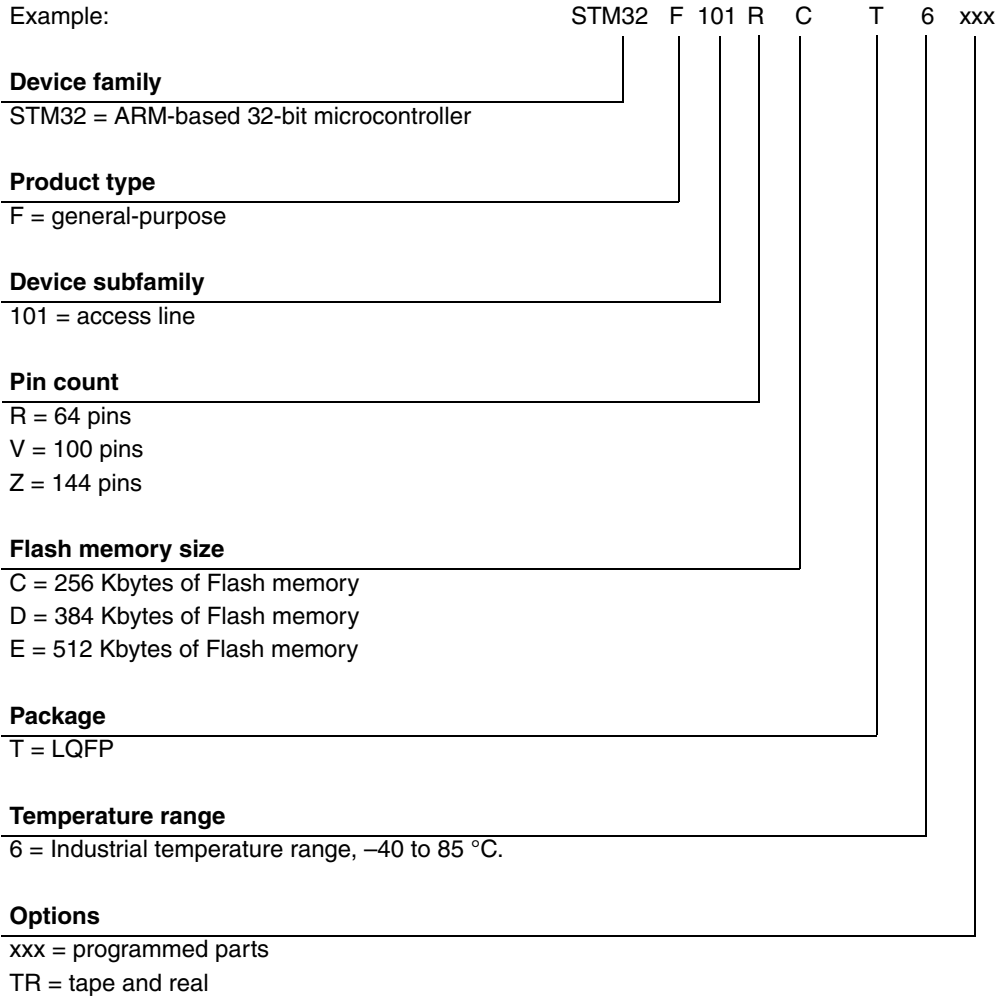 Example: STM32 F 101 R C T 6 xxx
Device family
STM32 = ARM-based 32-bit microcontroller
Product type
F = general-purpose
Device subfamily
101 = access line
Pin count
R = 64 pins
V = 100 pins
Z = 144 pins
Flash memory size
C = 256 Kbytes of Flash memory
D = 384 Kbytes of Flash memory
E = 512 Kbytes of Flash memory
Package
T = LQFP
Temperature range
6 = Industrial temperature range, –40 to 85 °C.
Options
xxx = programmed parts
TR = tape and real